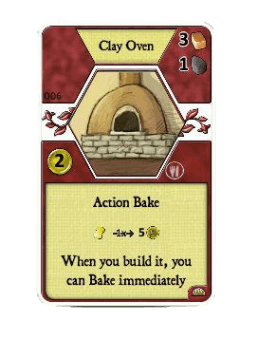 Clay Oven
3
1
006
2
Action Bake
-1x→ 5
When you build it, you
can Bake immediately